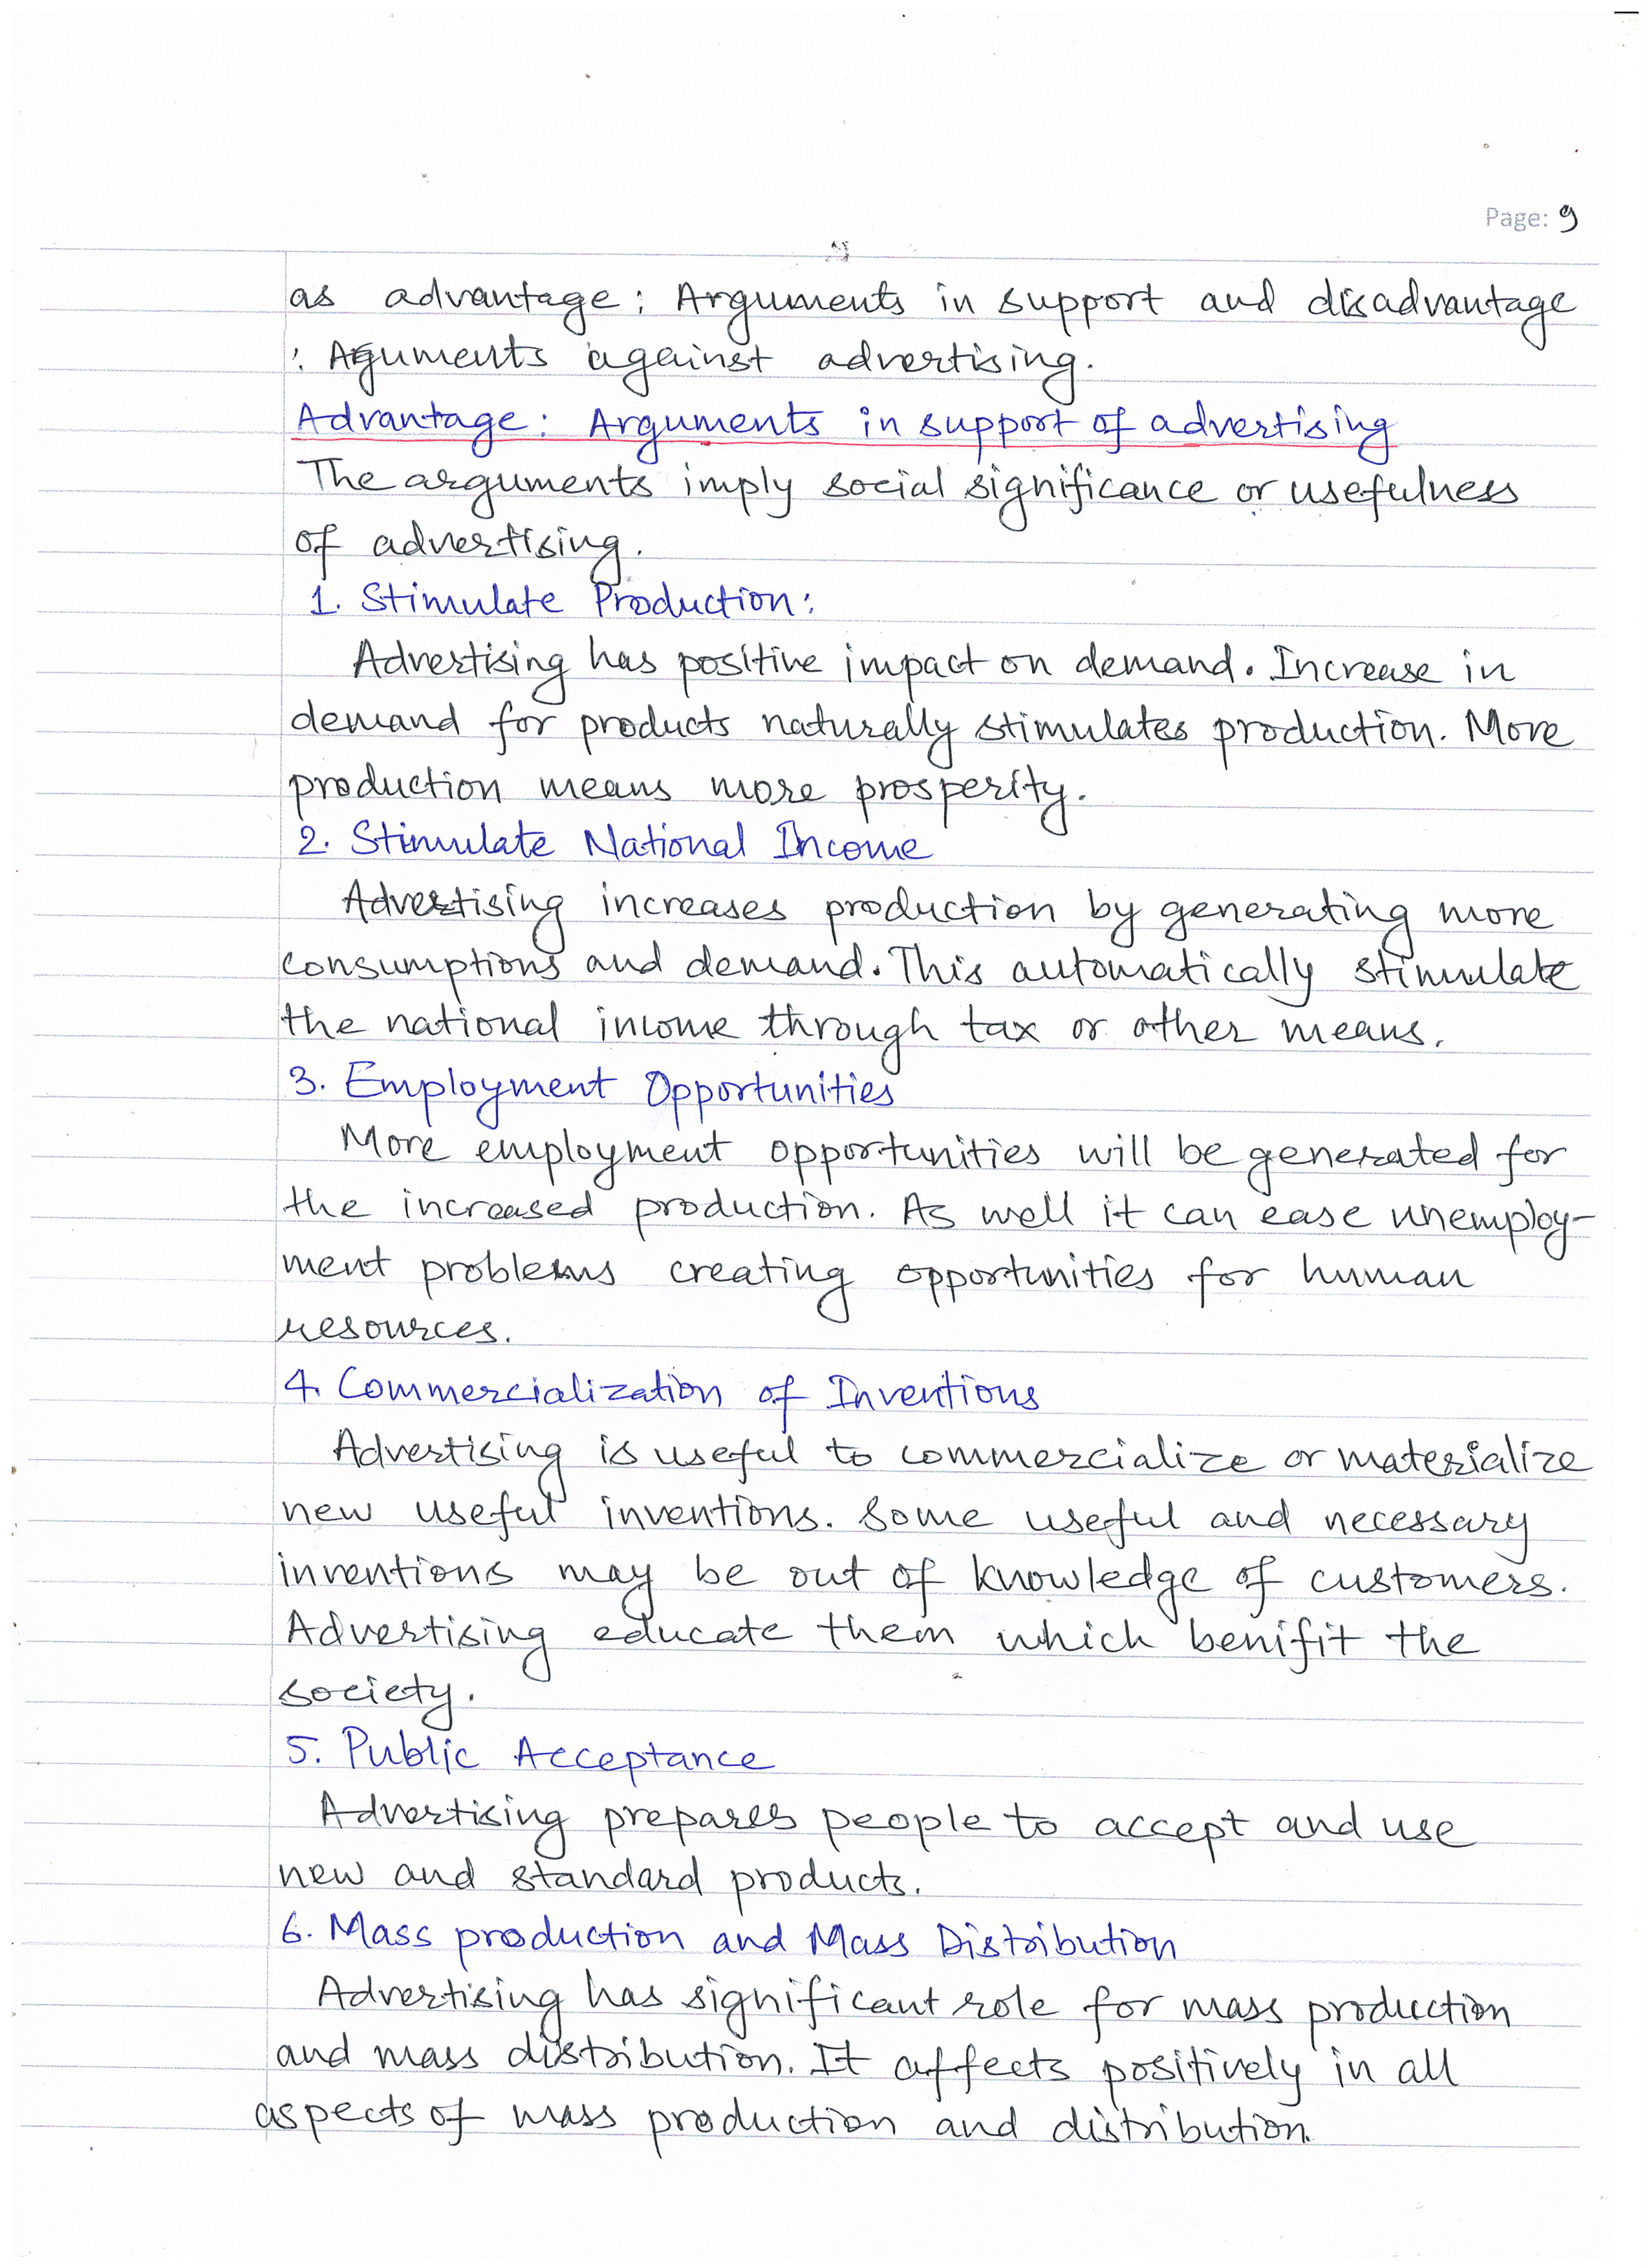 Page: 9
as advantage: Arguments in support and disadvantage
: Aguments against advertising.
Advantage: Arguments in support of advertising
The arguments imply social significance or usefulness
of advertising.
1. Stimulate Production:
Advertising has positive impact on demand. Increase in
demand for products naturally stimulates production. More
production means more prosperity.
2. Stimulate National Income
Advertising increases production by generating more
consumptions and demand. This automatically stimulate
the national income through tax or other means.
3. Employment Opportunities
More employment opportunities will be generated for
the increased production. As well it can ease unemploy-
ment problems creating opportunities for human
resources.
4. Commercialization of Inventions
Advertising is useful to commercialize or materialize
new useful inventions. Some useful and necessary
inventions may be out of knowledge of customers.
Advertising educate them which benifit the
society.
5. Public Acceptance
Advertising prepares people to accept and use
new and standard products.
6. Mass production and Mass Distribution
Advertising has significant role for mass production
and mass distribution. It affects positively in all
aspects of mass production and distribution.